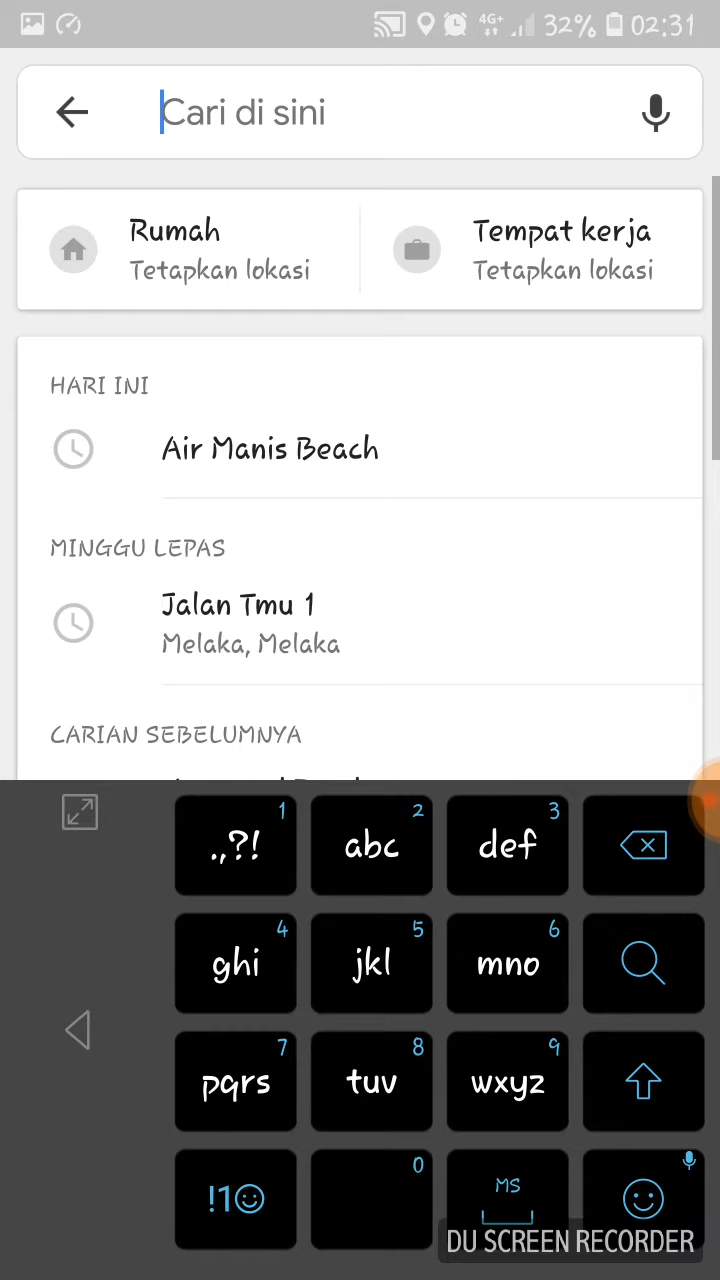 4G+ 32% 02:31
Cari di sini
Rumah Tempat kerja
Tetapkan lokasi Tetapkan lokasi
HARI INI
Air Manis Beach
MINGGU LEPAS
Jalan Tmu 1
Melaka, Melaka
CARIAN SEBELUMNYA
1 2 3
.,?! abc def
4 5 6
ghi jkl mno
7 8 9
pqrs tuv wxyz
0
!1 MS
DU SCREEN RECORDER